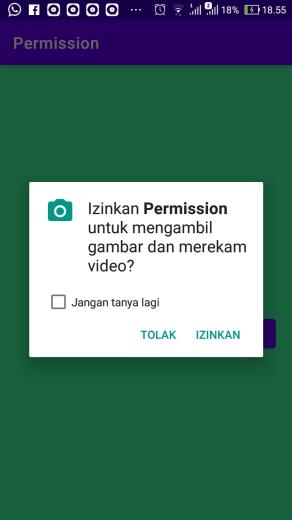 18% 18.55
Permission
Izinkan Permission
untuk mengambil
gambar dan merekam
video?
Jangan tanya lagi
TOLAK IZINKAN